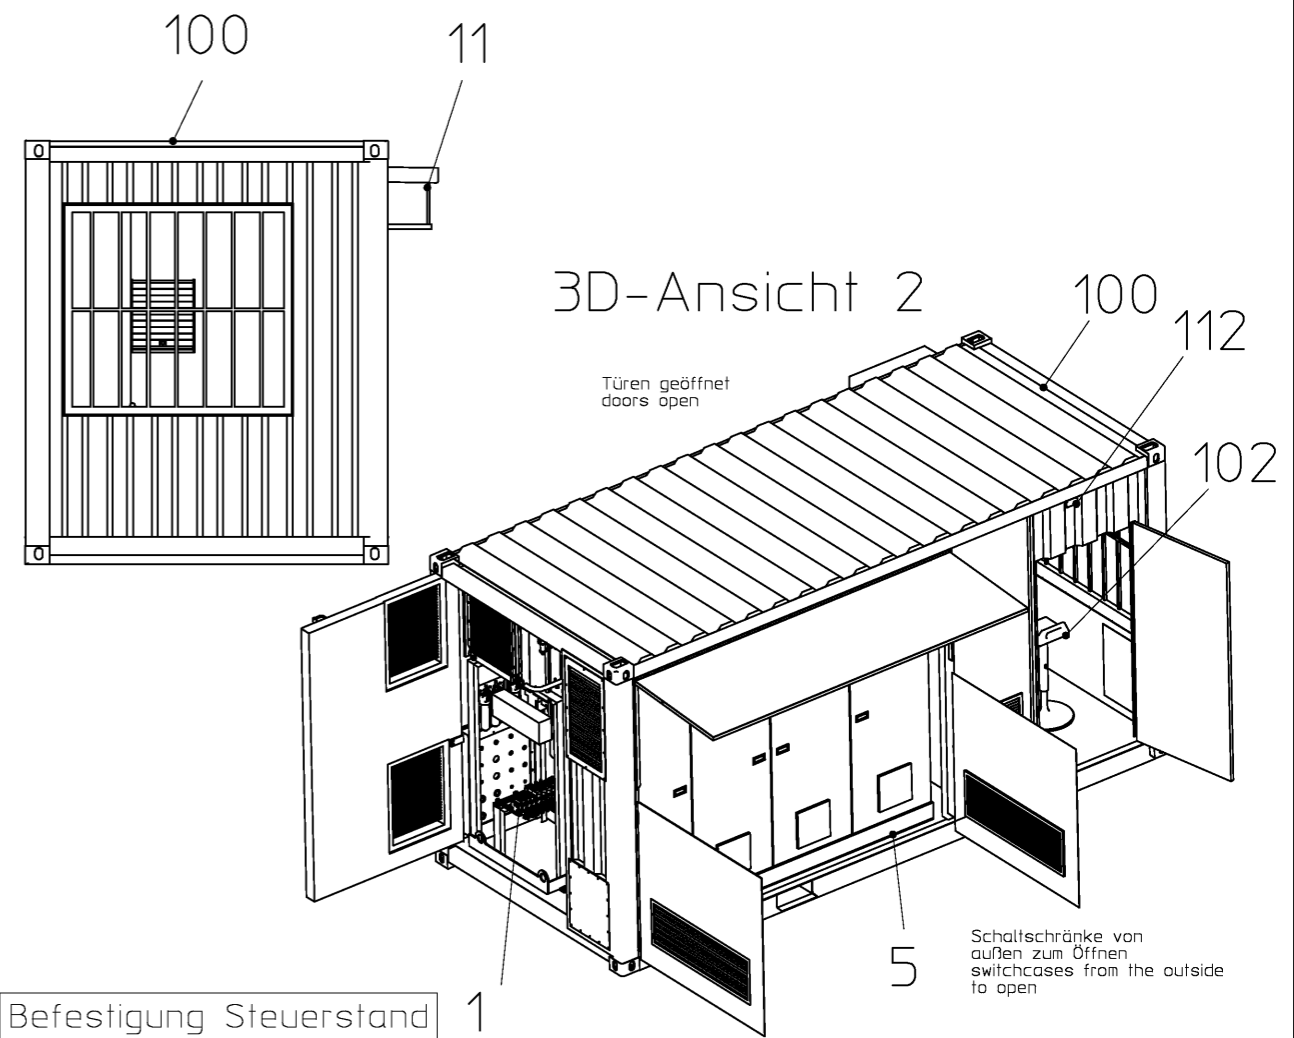 100
11
3D-Ansicht 2
100
112
Türen geöffnet
doors open
102
5
Schaltschränke von
außen zum Öffnen
switchcases from the outside
to open
1
Befestigung Steuerstand